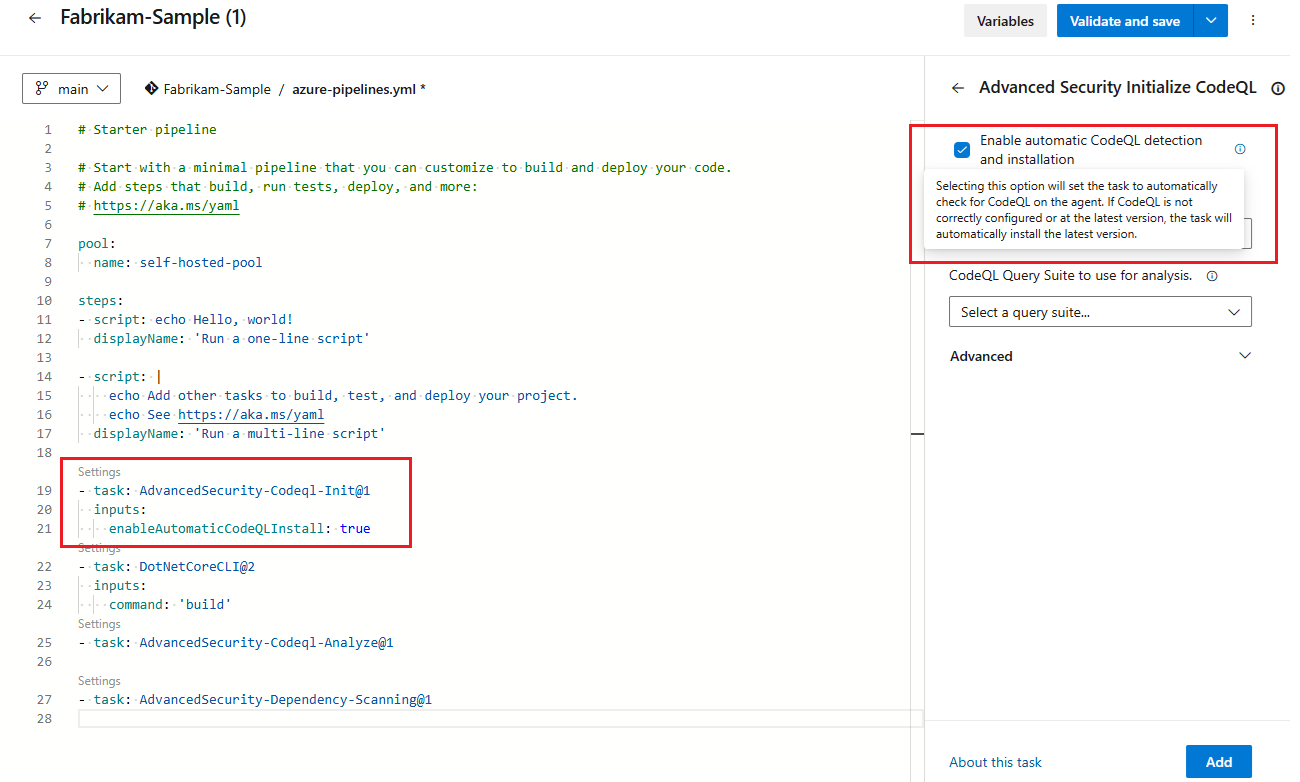 Fabrikam-Sample (1)
Variables
Validate and save
main
Fabrikam-Sample / azure-pipelines.yml *
1 # Starter pipeline
2
3 # Start with a minimal pipeline that you can customize to build and deploy your code.
4 # Add steps that build, run tests, deploy, and more:
5 # https://aka.ms/yaml
6
7 pool:
8   name: self-hosted-pool
9
10 steps:
11 - script: echo Hello, world!
12   displayName: 'Run a one-line script'
13
14 - script: |
15     echo Add other tasks to build, test, and deploy your project.
16     echo See https://aka.ms/yaml
17   displayName: 'Run a multi-line script'
18
Settings
19 - task: AdvancedSecurity-Codeql-Init@1
20   inputs:
21     enableAutomaticCodeQLInstall: true
Settings
22 - task: DotNetCoreCLI@2
23   inputs:
24     command: 'build'
Settings
25 - task: AdvancedSecurity-Codeql-Analyze@1
26
Settings
27 - task: AdvancedSecurity-Dependency-Scanning@1
28
Advanced Security Initialize CodeQL
Enable automatic CodeQL detection
and installation
Selecting this option will set the task to automatically
check for CodeQL on the agent. If CodeQL is not
correctly configured or at the latest version, the task will
automatically install the latest version.
CodeQL Query Suite to use for analysis.
Select a query suite...
Advanced
About this task
Add